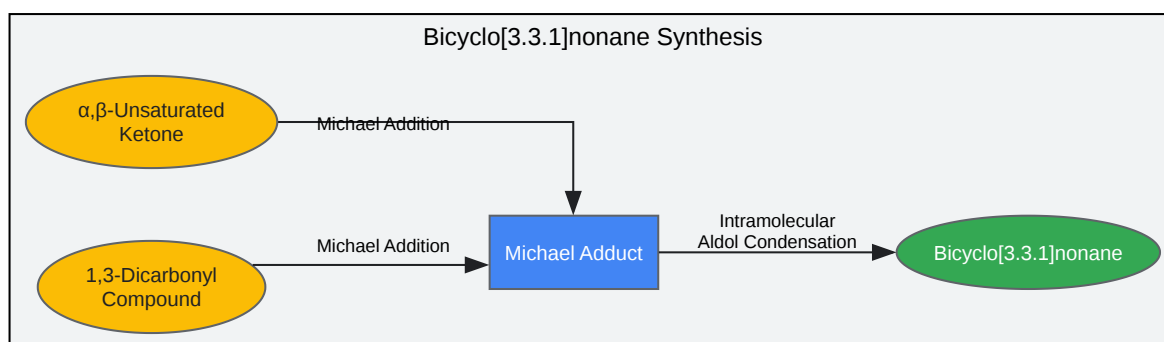 Bicyclo[3.3.1]nonane Synthesis
α,β-Unsaturated
Ketone
Michael Addition
1,3-Dicarbonyl
Compound
Michael Addition
Michael Adduct
Intramolecular
Aldol Condensation
Bicyclo[3.3.1]nonane